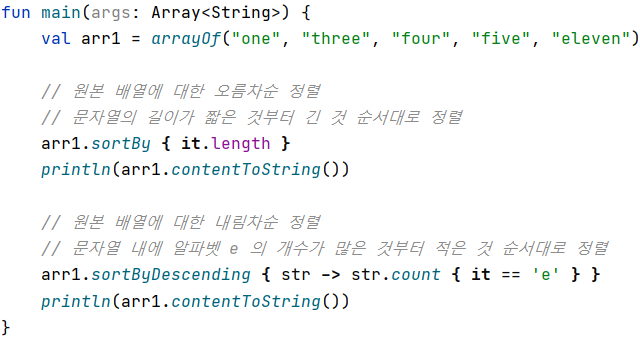 fun main(args: Array<String>) {
    val arr1 = arrayOf("one", "three", "four", "five", "eleven")
    // 원본 배열에 대한 오름차순 정렬
    // 문자열의 길이가 짧은 것부터 긴 것 순서대로 정렬
    arr1.sortBy { it.length }
    println(arr1.contentToString())
    // 원본 배열에 대한 내림차순 정렬
    // 문자열 내에 알파벳 e 의 개수가 많은 것부터 적은 것 순서대로 정렬
    arr1.sortByDescending { str -> str.count { it == 'e' } }
    println(arr1.contentToString())
}